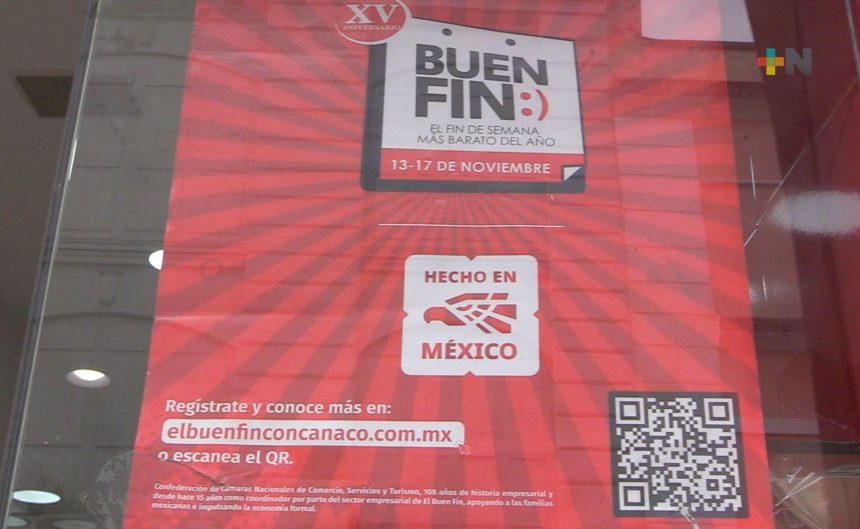 XV
ANIVERSARIO
+N
BUEN
FIN:)
EL FIN DE SEMANA
MÁS BARATO DEL AÑO
13-17 DE NOVIEMBRE
HECHO EN
MÉXICO
Regístrate y conoce más en:
elbuenfinconcanaco.com.mx
o escanea el QR.
Confederación de Cámaras Nacionales de Comercio, Servicios y Turismo, 108 años de historia empresarial y
desde hace 15 años como coordinador por parte del sector empresarial de El Buen Fin, apoyando a las familias
mexicanas e impulsando la economía formal.